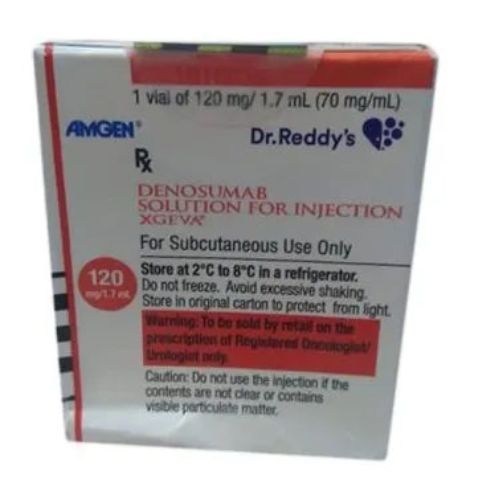 1 vial of 120 mg/ 1.7 mL (70 mg/mL)
AMGEN®
Dr.Reddy's
Rx
DENOSUMAB
SOLUTION FOR INJECTION
XGEVA®
For Subcutaneous Use Only
120
mg/1.7 mL
Store at 2°C to 8°C in a refrigerator.
Do not freeze. Avoid excessive shaking.
Store in original carton to protect from light.
Warning: To be sold by retail on the
prescription of Registered Oncologist/
Urologist only.
Caution: Do not use the injection if the
contents are not clear or contains
visible particulate matter.